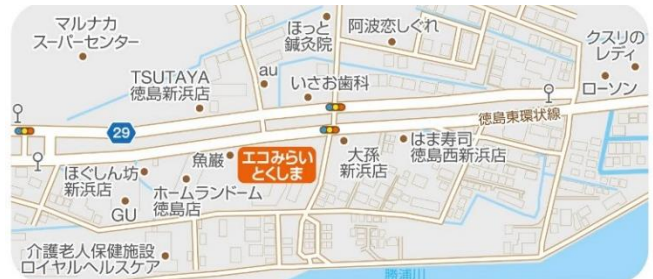 マルナカ
スーパーセンター
ほっと
鍼灸院
阿波恋しぐれ
クスリの
レディ
TSUTAYA
徳島新浜店
au
いさお歯科
ローソン
29
徳島東環状線
ほぐしん坊
新浜店
魚巌
エコみらい
とくしま
大孫
新浜店
はま寿司
徳島西新浜店
GU
ホームランドーム
徳島店
介護老人保健施設
ロイヤルヘルスケア
勝浦川